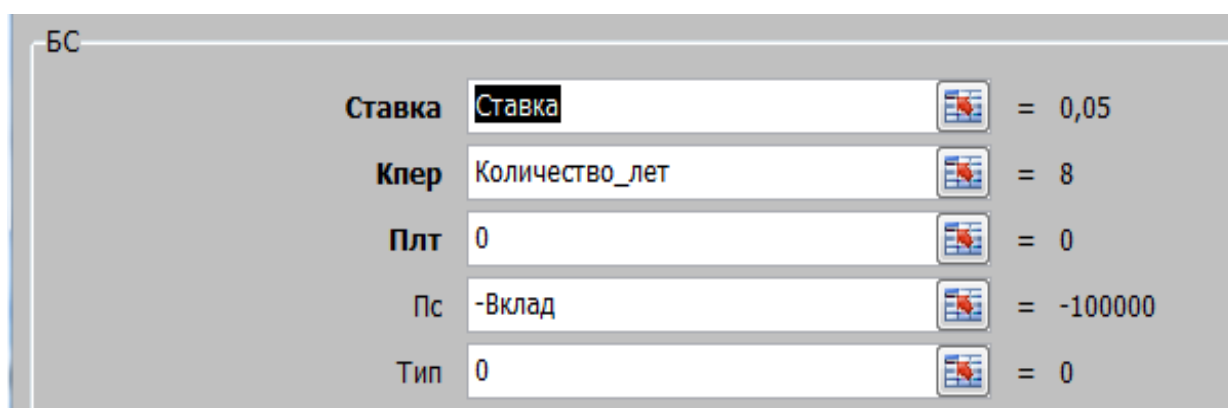 БС
Ставка Ставка = 0,05
Кпер Количество_лет = 8
Плт 0 = 0
Пс -Вклад = -100000
Тип 0 = 0